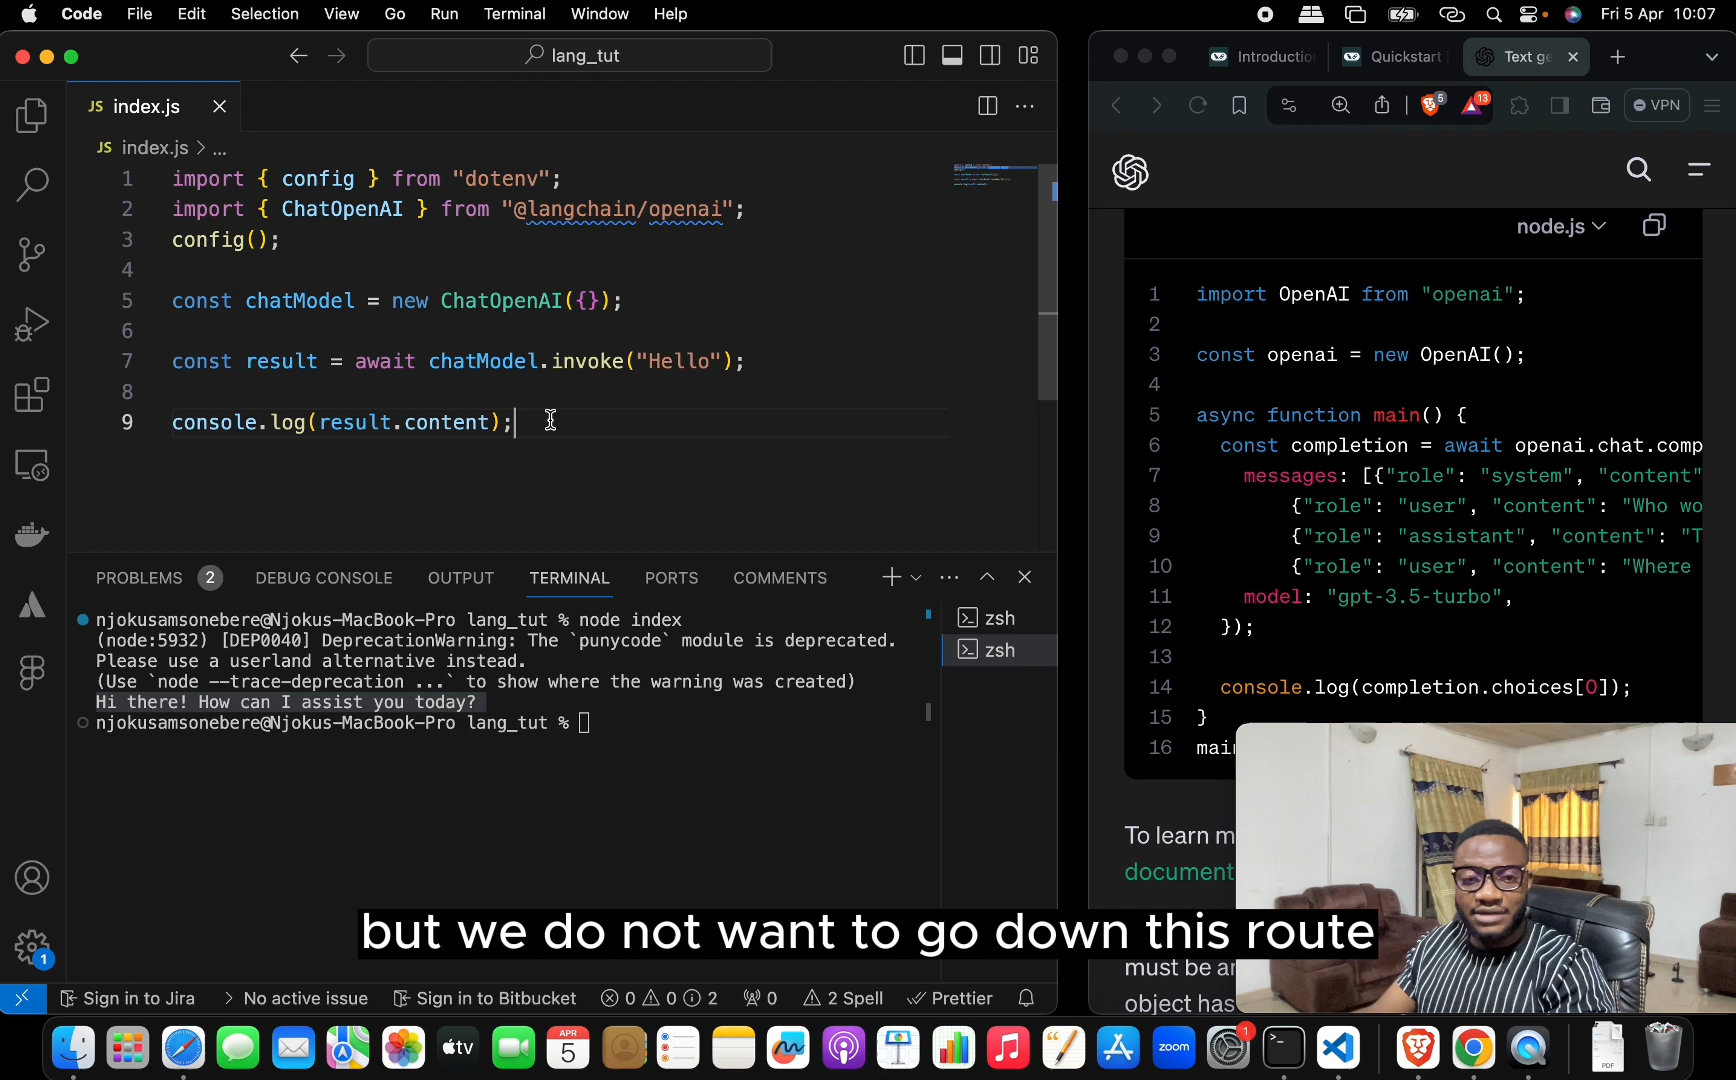 Code File Edit Selection View Go Run Terminal Window Help
Fri 5 Apr 10:07
lang_tut
JS index.js
JS index.js > ...
1 import { config } from "dotenv";
2 import { ChatOpenAI } from "@langchain/openai";
3 config();
4
5 const chatModel = new ChatOpenAI({});
6
7 const result = await chatModel.invoke("Hello");
8
9 console.log(result.content);
PROBLEMS 2 DEBUG CONSOLE OUTPUT TERMINAL PORTS COMMENTS
njokusamsonebere@Njokus-MacBook-Pro lang_tut % node index
(node:5932) [DEP0040] DeprecationWarning: The `punycode` module is deprecated.
Please use a userland alternative instead.
(Use `node --trace-deprecation ...` to show where the warning was created)
Hi there! How can I assist you today?
njokusamsonebere@Njokus-MacBook-Pro lang_tut %
zsh
zsh
1
Sign in to Jira No active issue Sign in to Bitbucket 0 0 2 0 2 Spell Prettier
Introductio Quickstart Text ge
5 13 VPN
node.js
1 import OpenAI from "openai";
2
3 const openai = new OpenAI();
4
5 async function main() {
6 const completion = await openai.chat.comp
7 messages: [{"role": "system", "content"
8 {"role": "user", "content": "Who wo
9 {"role": "assistant", "content": "T
10 {"role": "user", "content": "Where
11 model: "gpt-3.5-turbo",
12 });
13
14 console.log(completion.choices[0]);
15 }
16 mai
To learn m
document
must be ar
object has
but we do not want to go down this route
tv
APR
5
zoom
1
PDF